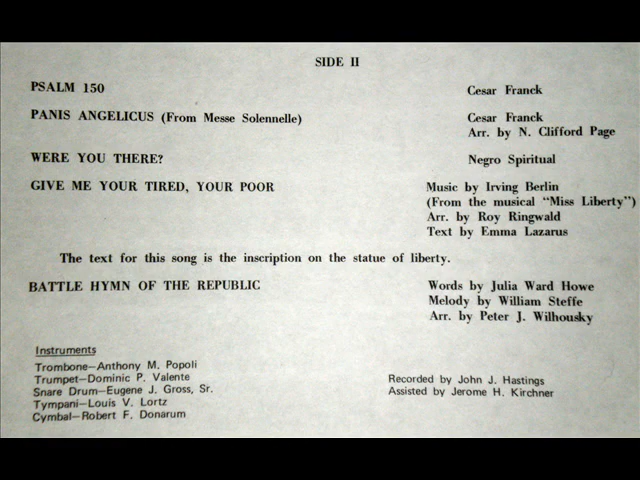 SIDE II
PSALM 150 Cesar Franck
PANIS ANGELICUS (From Messe Solennelle) Cesar Franck
Arr. by N. Clifford Page
WERE YOU THERE? Negro Spiritual
GIVE ME YOUR TIRED, YOUR POOR Music by Irving Berlin
(From the musical "Miss Liberty")
Arr. by Roy Ringwald
Text by Emma Lazarus
The text for this song is the inscription on the statue of liberty.
BATTLE HYMN OF THE REPUBLIC Words by Julia Ward Howe
Melody by William Steffe
Arr. by Peter J. Wilhousky
Instruments
Trombone—Anthony M. Popoli
Trumpet—Dominic P. Valente
Snare Drum—Eugene J. Gross, Sr.
Tympani—Louis V. Lortz
Cymbal—Robert F. Donarum
Recorded by John J. Hastings
Assisted by Jerome H. Kirchner